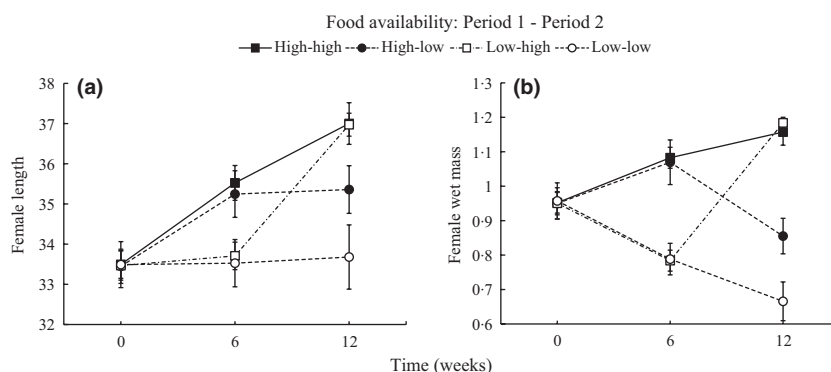 Food availability: Period 1 - Period 2
High-high High-low Low-high Low-low
(a)
Female length
38
37
36
35
34
33
32
0 6 12
(b)
Female wet mass
1·3
1·2
1·1
1
0·9
0·8
0·7
0·6
0 6 12
Time (weeks)